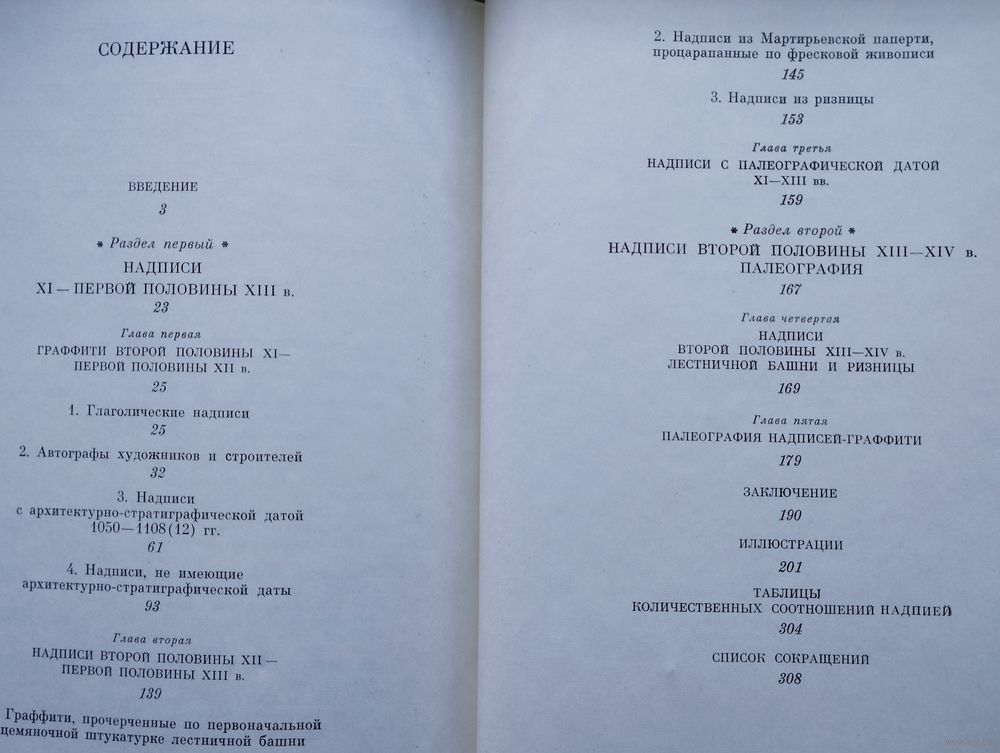 СОДЕРЖАНИЕ
ВВЕДЕНИЕ
3
* Раздел первый *
НАДПИСИ
XI — ПЕРВОЙ ПОЛОВИНЫ XIII в.
23
Глава первая
ГРАФФИТИ ВТОРОЙ ПОЛОВИНЫ XI—
ПЕРВОЙ ПОЛОВИНЫ XII в.
25
1. Глаголические надписи
25
2. Автографы художников и строителей
32
3. Надписи
с архитектурно-стратиграфической датой
1050—1108(12) гг.
61
4. Надписи, не имеющие
архитектурно-стратиграфической даты
93
Глава вторая
НАДПИСИ ВТОРОЙ ПОЛОВИНЫ XII —
ПЕРВОЙ ПОЛОВИНЫ XIII в.
139
Граффити, прочерченные по первоначальной
цемяночной штукатурке лестничной башни
2. Надписи из Мартирьевской паперти,
процарапанные по фресковой живописи
145
3. Надписи из ризницы
153
Глава третья
НАДПИСИ С ПАЛЕОГРАФИЧЕСКОЙ ДАТОЙ
XI—XIII вв.
159
* Раздел второй *
НАДПИСИ ВТОРОЙ ПОЛОВИНЫ XIII—XIV в.
ПАЛЕОГРАФИЯ
167
Глава четвертая
НАДПИСИ
ВТОРОЙ ПОЛОВИНЫ XIII—XIV в.
ЛЕСТНИЧНОЙ БАШНИ И РИЗНИЦЫ
169
Глава пятая
ПАЛЕОГРАФИЯ НАДПИСЕЙ-ГРАФФИТИ
179
ЗАКЛЮЧЕНИЕ
190
ИЛЛЮСТРАЦИИ
201
ТАБЛИЦЫ
КОЛИЧЕСТВЕННЫХ СООТНОШЕНИЙ НАДПИЕЙ
304
СПИСОК СОКРАЩЕНИЙ
308